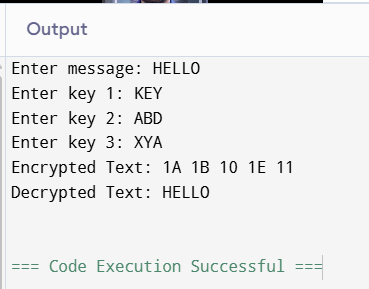 Output
Enter message: HELLO
Enter key 1: KEY
Enter key 2: ABD
Enter key 3: XYA
Encrypted Text: 1A 1B 10 1E 11
Decrypted Text: HELLO
=== Code Execution Successful ===